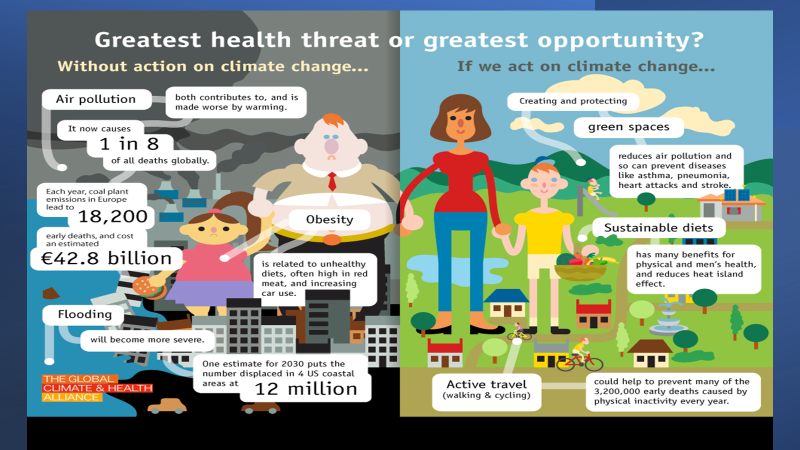 Greatest health threat or greatest opportunity?
Without action on climate change...
Air pollution
both contributes to, and is
made worse by warming.
It now causes
1 in 8
of all deaths globally.
Each year, coal plant
emissions in Europe
lead to
18,200
early deaths, and cost
an estimated
€42.8 billion
Obesity
is related to unhealthy
diets, often high in red
meat, and increasing
car use.
Flooding
will become more severe.
One estimate for 2030 puts the
number displaced in 4 US coastal
areas at
12 million
THE GLOBAL
CLIMATE & HEALTH
ALLIANCE
If we act on climate change...
Creating and protecting
green spaces
reduces air pollution and
so can prevent diseases
like asthma, pneumonia,
heart attacks and stroke.
Sustainable diets
has many benefits for
physical and men's health,
and reduces heat island
effect.
Active travel
(walking & cycling)
could help to prevent many of the
3,200,000 early deaths caused by
physical inactivity every year.